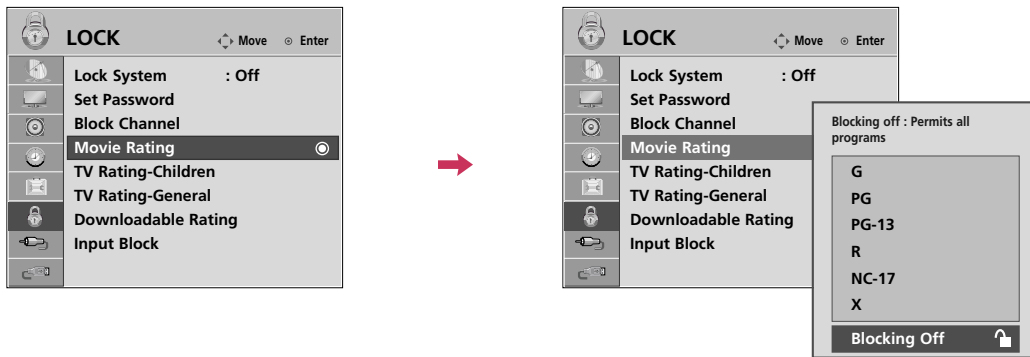 LOCK Move Enter
Lock System : Off
Set Password
Block Channel
Movie Rating
TV Rating-Children
TV Rating-General
Downloadable Rating
Input Block
LOCK Move Enter
Lock System : Off
Set Password
Block Channel
Movie Rating
TV Rating-Children
TV Rating-General
Downloadable Rating
Input Block
Blocking off : Permits all
programs
G
PG
PG-13
R
NC-17
X
Blocking Off